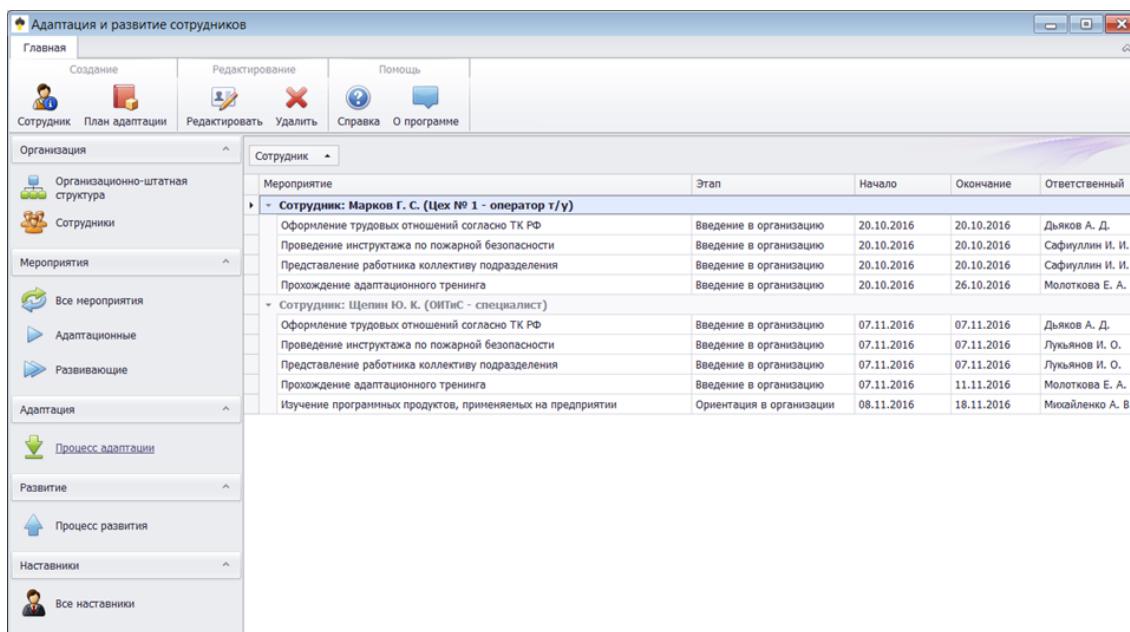 Адаптация и развитие сотрудников
Главная
Создание Редактирование Помощь
Сотрудник План адаптации Редактировать Удалить Справка О программе
Организация
Организационно-штатная
структура
Сотрудники
Мероприятия
Все мероприятия
Адаптационные
Развивающие
Адаптация
Процесс адаптации
Развитие
Процесс развития
Наставники
Все наставники
Сотрудник
Мероприятие Этап Начало Окончание Ответственный
Сотрудник: Марков Г. С. (Цех № 1 - оператор т/у)
Оформление трудовых отношений согласно ТК РФ Введение в организацию 20.10.2016 20.10.2016 Дьяков А. Д.
Проведение инструктажа по пожарной безопасности Введение в организацию 20.10.2016 20.10.2016 Сафиуллин И. И.
Представление работника коллективу подразделения Введение в организацию 20.10.2016 20.10.2016 Сафиуллин И. И.
Прохождение адаптационного тренинга Введение в организацию 20.10.2016 26.10.2016 Молоткова Е. А.
Сотрудник: Щепин Ю. К. (ОИТиС - специалист)
Оформление трудовых отношений согласно ТК РФ Введение в организацию 07.11.2016 07.11.2016 Дьяков А. Д.
Проведение инструктажа по пожарной безопасности Введение в организацию 07.11.2016 07.11.2016 Лукьянов И. О.
Представление работника коллективу подразделения Введение в организацию 07.11.2016 07.11.2016 Лукьянов И. О.
Прохождение адаптационного тренинга Введение в организацию 07.11.2016 11.11.2016 Молоткова Е. А.
Изучение программных продуктов, применяемых на предприятии Ориентация в организации 08.11.2016 18.11.2016 Михайленко А. В